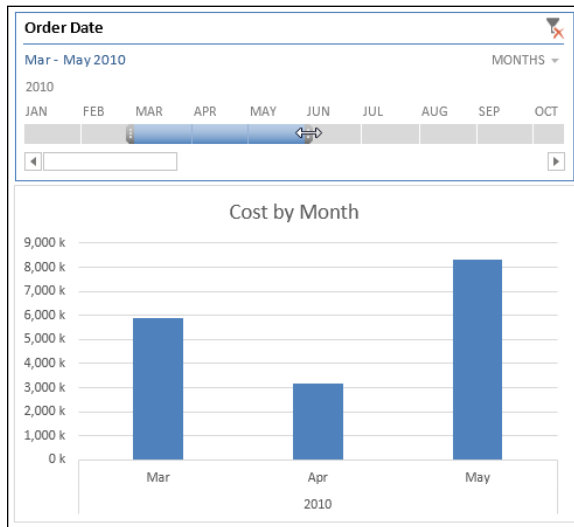 Order Date
Mar - May 2010 MONTHS
2010
JAN FEB MAR APR MAY JUN JUL AUG SEP OCT
Cost by Month
9,000 k
8,000 k
7,000 k
6,000 k
5,000 k
4,000 k
3,000 k
2,000 k
1,000 k
0 k
Mar Apr May
2010